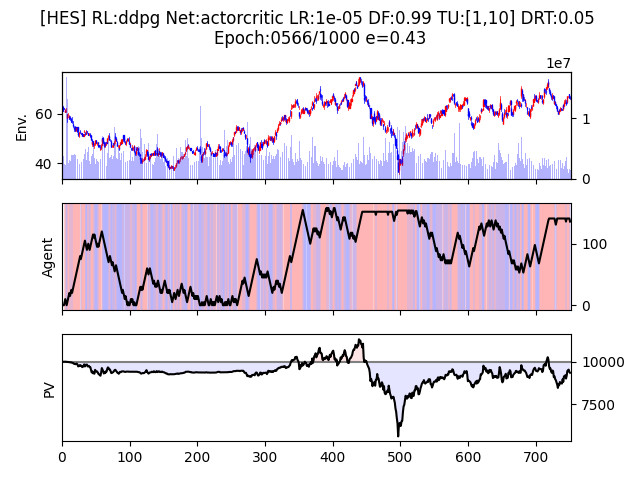 [HES] RL:ddpg Net:actorcritic LR:1e-05 DF:0.99 TU:[1,10] DRT:0.05
Epoch:0566/1000 e=0.43
1e7
Env.
60
40
1
0
Agent
100
0
PV
10000
7500
0 100 200 300 400 500 600 700